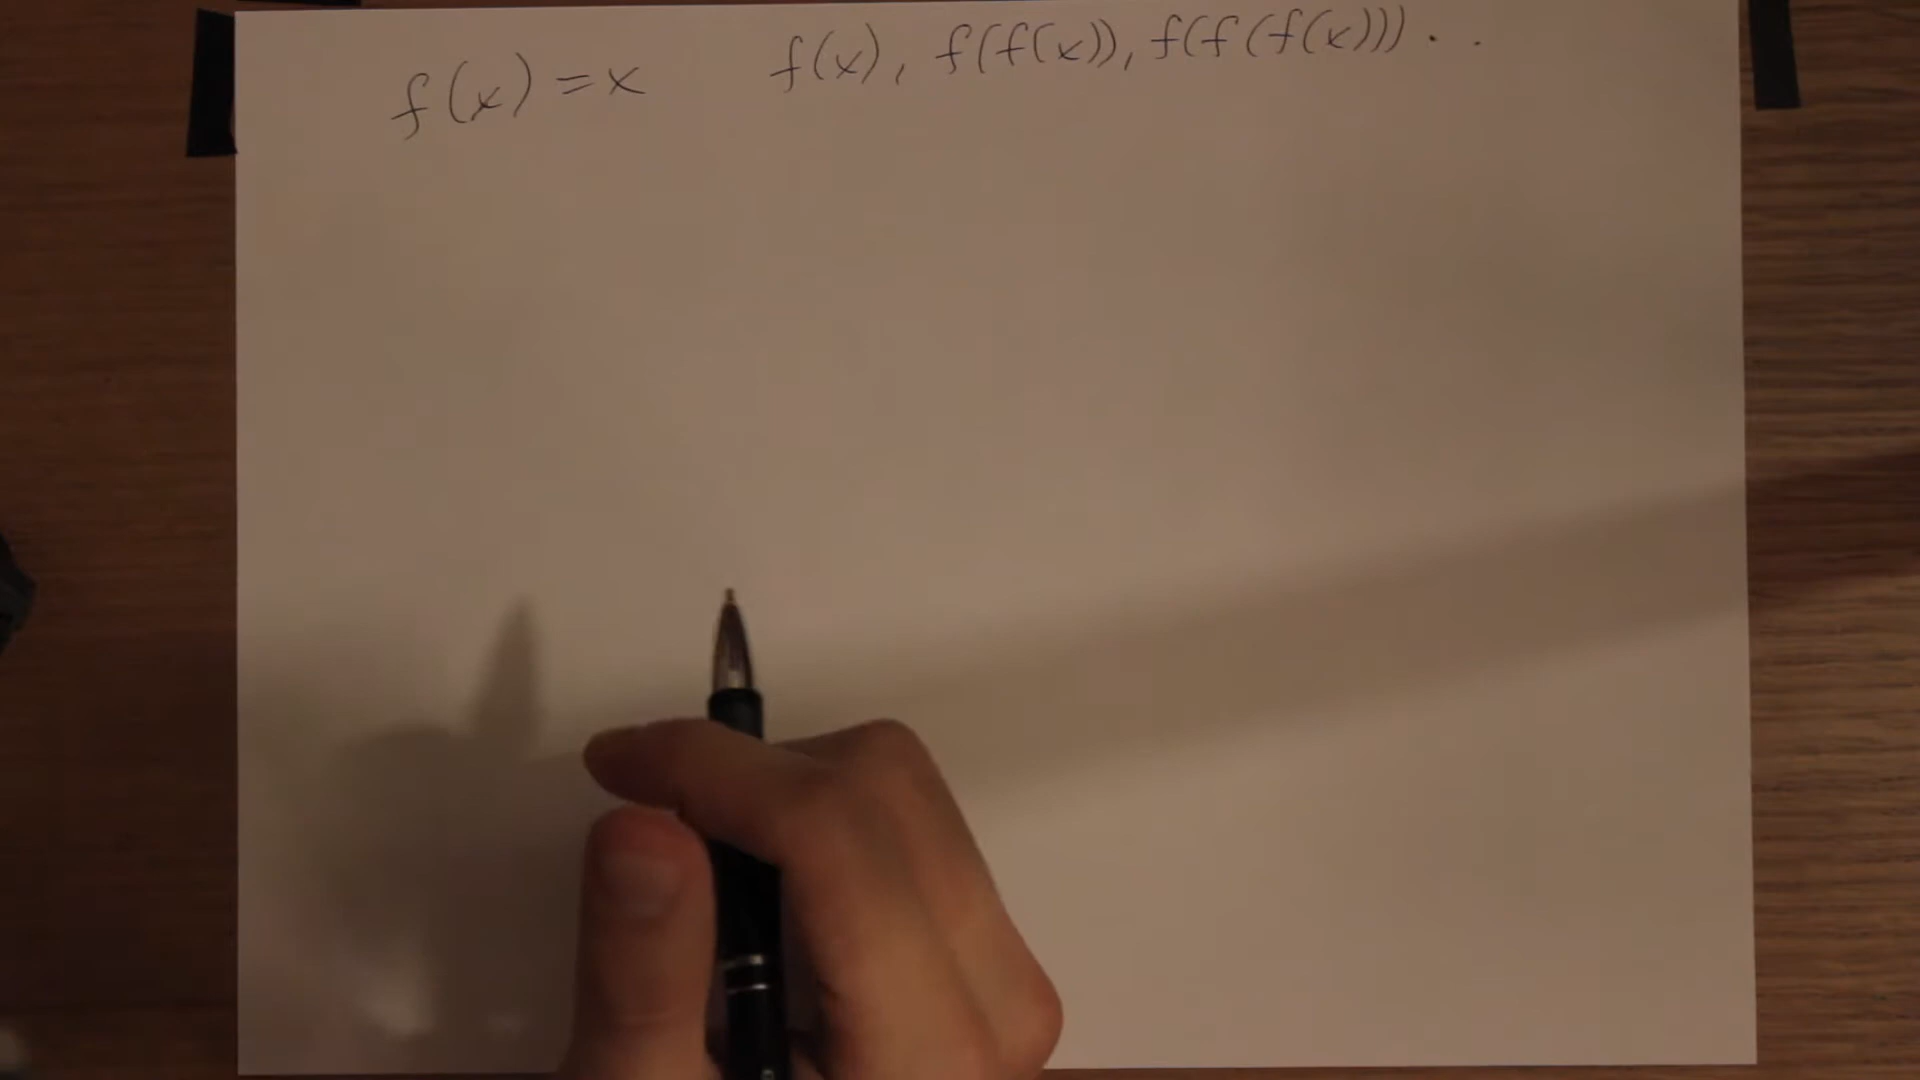 f(x) = x f(x), f(f(x)), f(f(f(x))) . .